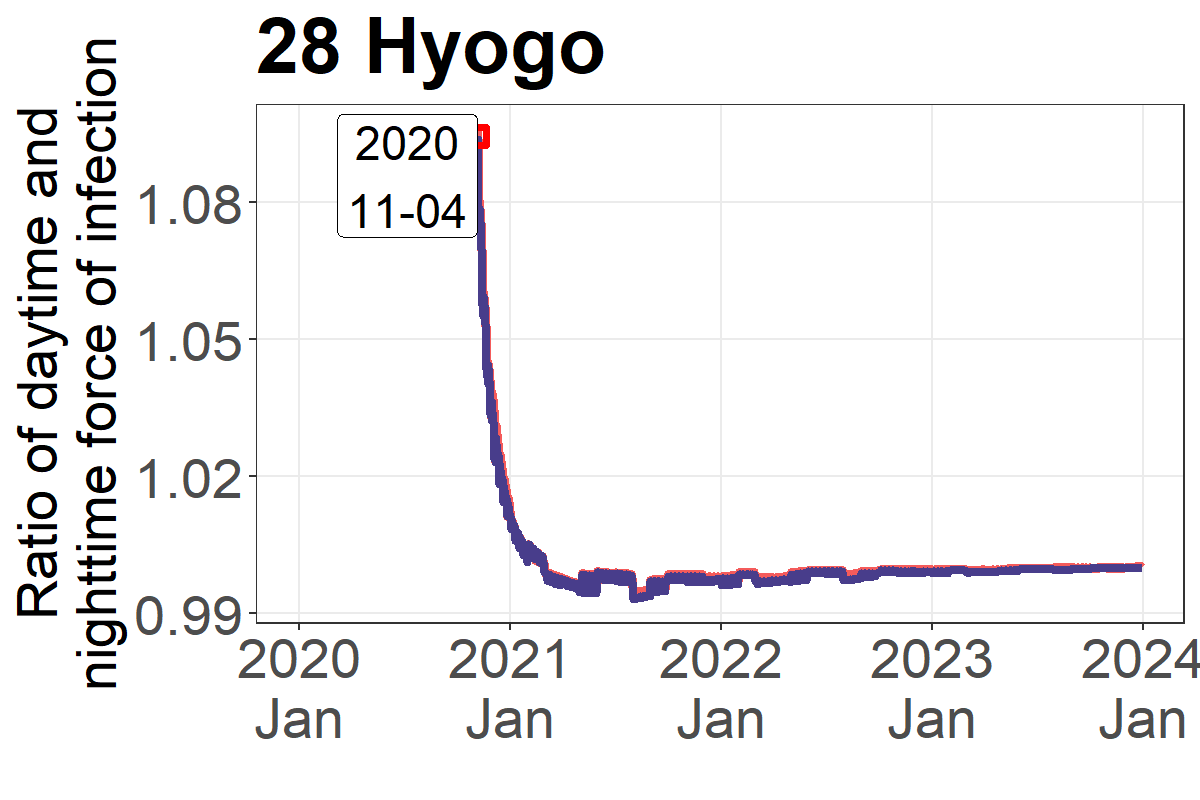 28 Hyogo
Ratio of daytime and
nighttime force of infection
2020
11-04
1.08
1.05
1.02
0.99
2020 2021 2022 2023 2024
Jan Jan Jan Jan Jan